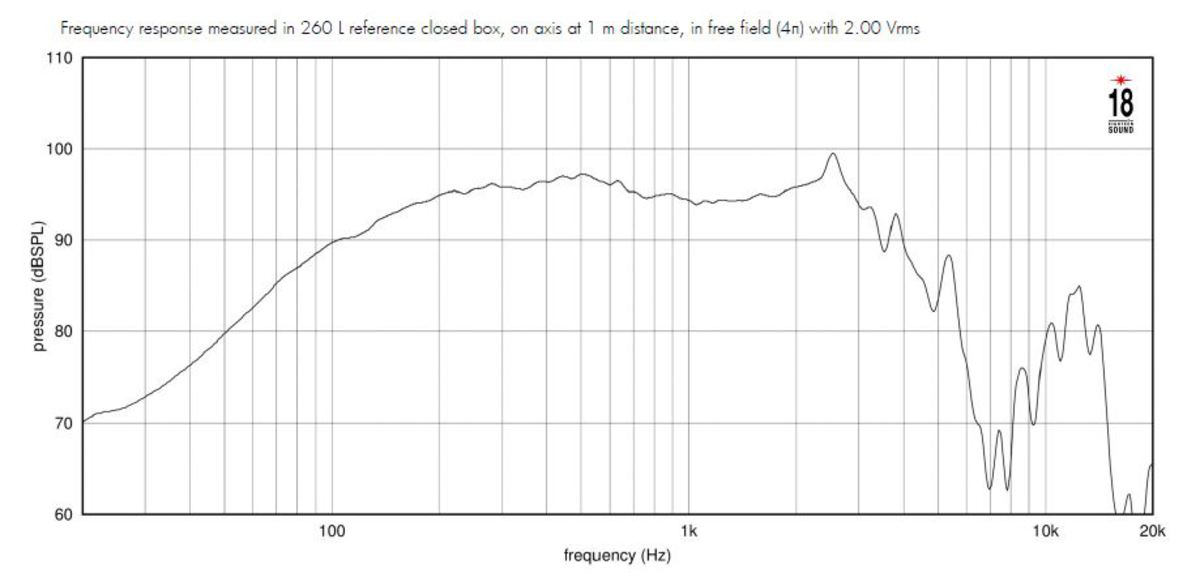 Frequency response measured in 260 L reference closed box, on axis at 1 m distance, in free field (4π) with 2.00 Vrms
110
100
90
80
70
60
pressure (dBSPL)
18
EIGHTEEN
SOUND
100
1k
10k
20k
frequency (Hz)